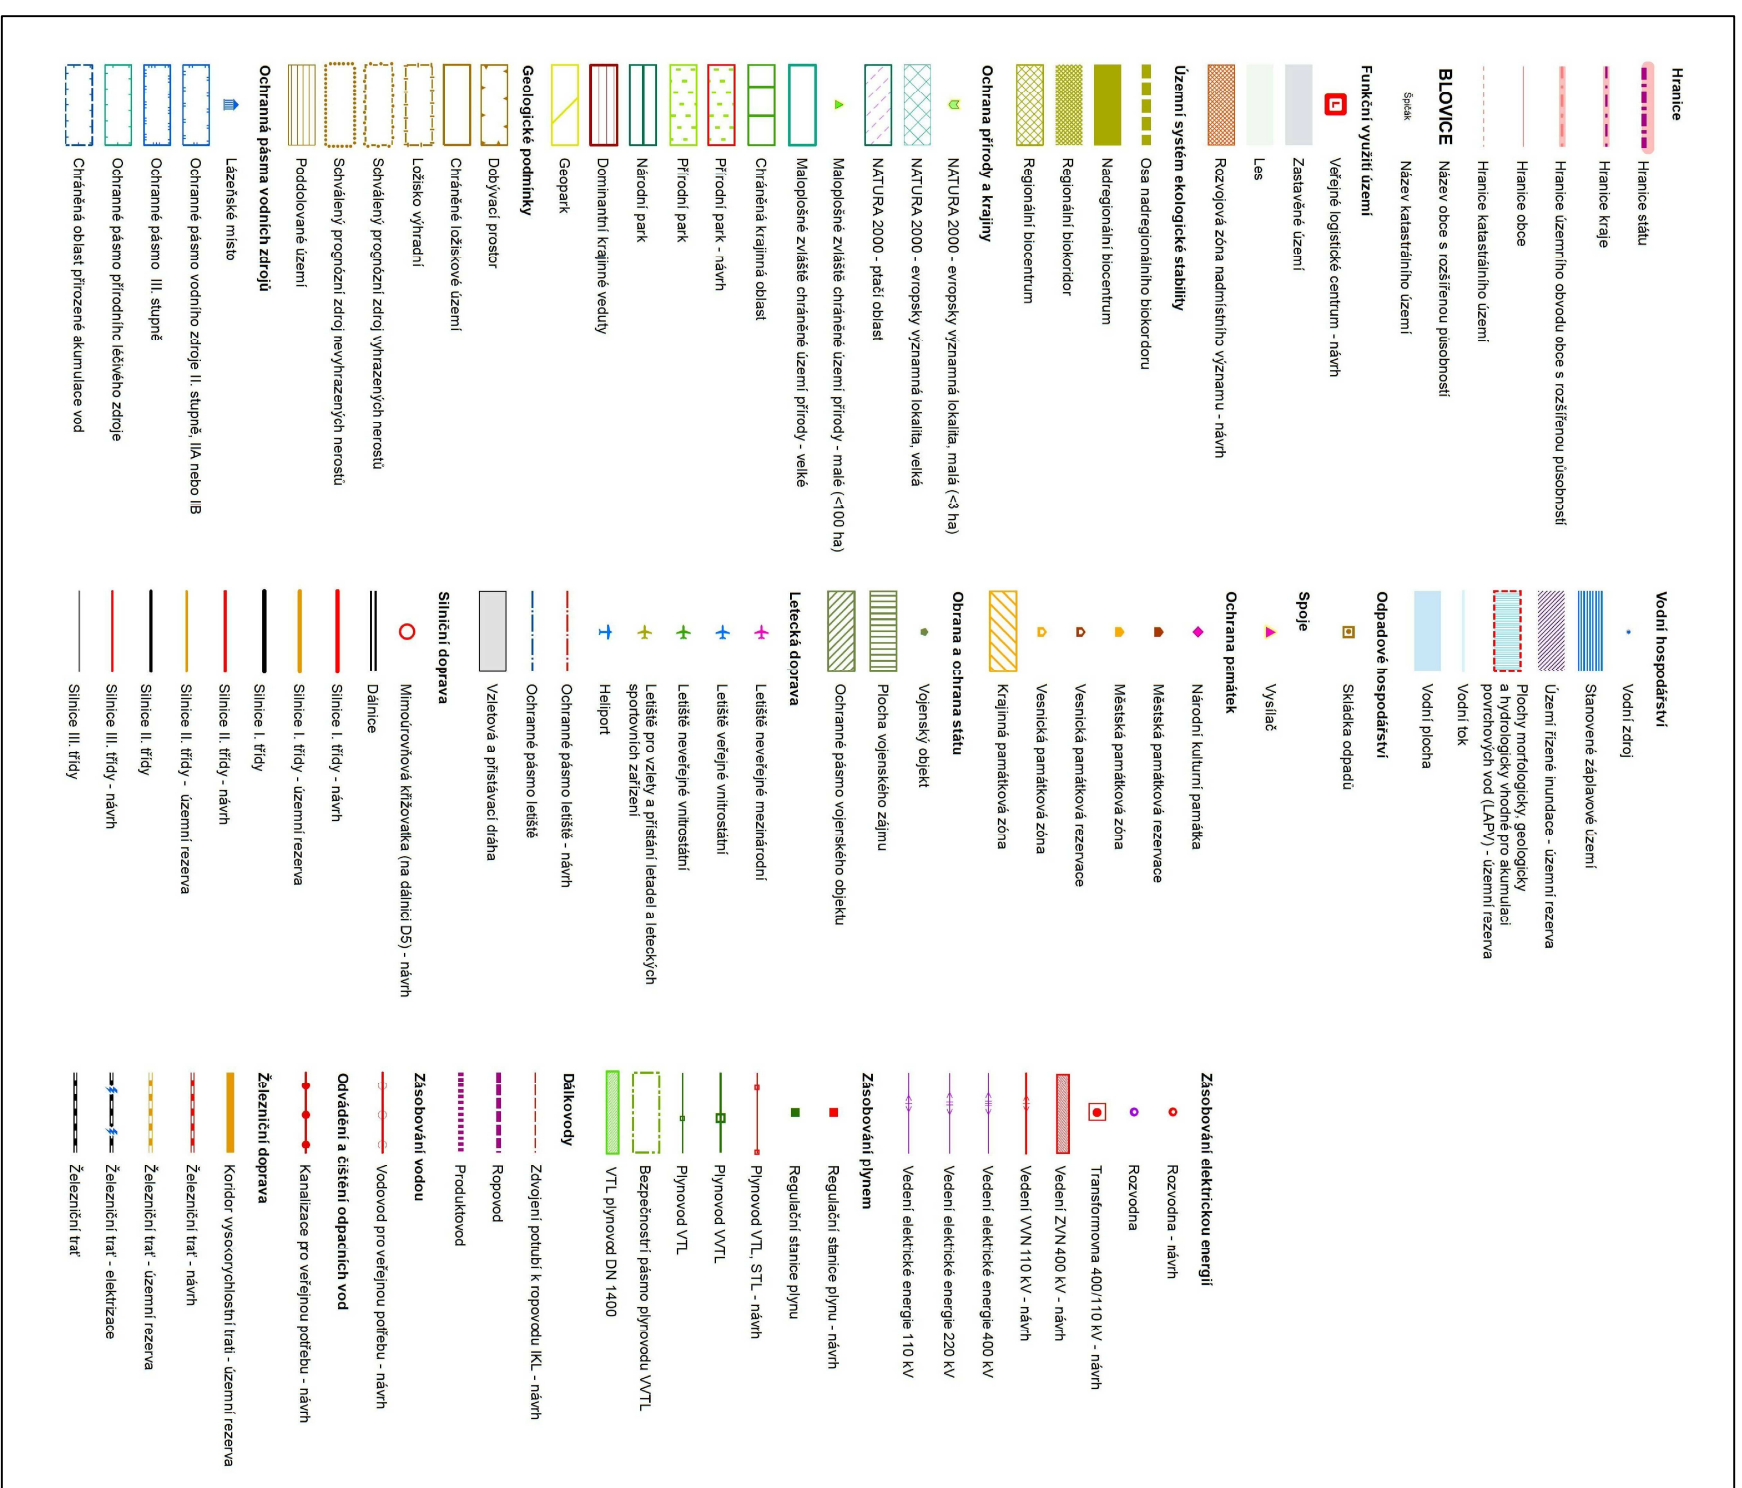 Hranice
Hranice státu
Hranice kraje
Hranice územního obvodu obce s rozšířenou působností
Hranice obce
Hranice katastrálního území
BLOVICE
Název obce s rozšířenou působností
Špičák
Název katastrálního území
Funkční využití území
L
Veřejné logistické centrum - návrh
Zastavěné území
Les
Rozvojová zóna nadmístního významu - návrh
Územní systém ekologické stability
Osa nadregionálního biokordoru
Nadregionální biocentrum
Regionální biokoridor
Regionální biocentrum
Ochrana přírody a krajiny
NATURA 2000 - evropsky významná lokalita, malá (<3 ha)
NATURA 2000 - evropsky významná lokalita, velká
NATURA 2000 - ptačí oblast
Maloplošné zvláště chráněné území přírody - malé (<100 ha)
Maloplošné zvláště chráněné území přírody - velké
Chráněná krajinná oblast
Přírodní park - návrh
Přírodní park
Národní park
Dominantní krajinné veduty
Geopark
Geologické podmínky
Dobývací prostor
Chráněné ložiskové území
Ložisko výhradní
Schválený prognózní zdroj vyhrazených nerostů
Schválený prognózní zdroj nevyhrazených nerostů
Poddolované území
Ochranná pásma vodních zdrojů
Lázeňské místo
Ochranné pásmo vodního zdroje II. stupně, IIA nebo IIB
Ochranné pásmo III. stupně
Ochranné pásmo přírodního léčivého zdroje
Chráněná oblast přirozené akumulace vod
Vodní hospodářství
Vodní zdroj
Stanovené záplavové území
Území řízené inundace - územní rezerva
Plochy morfologicky, geologicky
a hydrologicky vhodné pro akumulaci
povrchových vod (LAPV) - územní rezerva
Vodní tok
Vodní plocha
Odpadové hospodářství
Skládka odpadů
Spoje
Vysílač
Ochrana památek
Národní kulturní památka
Městská památková rezervace
Městská památková zóna
Vesnická památková rezervace
Vesnická památková zóna
Krajinná památková zóna
Obrana a ochrana státu
Vojenský objekt
Plocha vojenského zájmu
Ochranné pásmo vojenského objektu
Letecká doprava
Letiště neveřejné mezinárodní
Letiště veřejné vnitrostátní
Letiště neveřejné vnitrostátní
Letiště pro vzlety a přistání letadel a leteckých
sportovních zařízení
Heliport
Ochranné pásmo letiště - návrh
Ochranné pásmo letiště
Vzletová a přistávací dráha
Silniční doprava
Mimoúrovňová křižovatka (na dálnici D5) - návrh
Dálnice
Silnice I. třídy - návrh
Silnice I. třídy - územní rezerva
Silnice I. třídy
Silnice II. třídy - návrh
Silnice II. třídy - územní rezerva
Silnice II. třídy
Silnice III. třídy - návrh
Silnice III. třídy
Zásobování elektrickou energií
Rozvodna - návrh
Rozvodna
Transformovna 400/110 kV - návrh
Vedení ZVN 400 kV - návrh
Vedení VVN 110 kV - návrh
Vedení elektrické energie 400 kV
Vedení elektrické energie 220 kV
Vedení elektrické energie 110 kV
Zásobování plynem
Regulační stanice plynu - návrh
Regulační stanice plynu
Plynovod VTL, STL - návrh
Plynovod VVTL
Plynovod VTL
Bezpečnostní pásmo plynovodu VVTL
VTL plynovod DN 1400
Dálkovody
Zdvojení potrubí k ropovodu IKL - návrh
Ropovod
Produktovod
Zásobování vodou
Vodovod pro veřejnou potřebu - návrh
Odvádění a čištění odpadních vod
Kanalizace pro veřejnou potřebu - návrh
Železniční doprava
Koridor vysokorychlostní trati - územní rezerva
Železniční trať - návrh
Železniční trať - územní rezerva
Železniční trať - elektrizace
Železniční trať